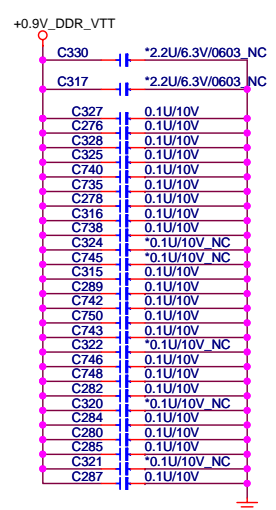 +0.9V_DDR_VTT
C330 *2.2U/6.3V/0603_NC
C317 *2.2U/6.3V/0603_NC
C327 0.1U/10V
C276 0.1U/10V
C328 0.1U/10V
C325 0.1U/10V
C740 0.1U/10V
C735 0.1U/10V
C278 0.1U/10V
C316 0.1U/10V
C738 0.1U/10V
C324 *0.1U/10V_NC
C745 *0.1U/10V_NC
C315 0.1U/10V
C289 0.1U/10V
C742 0.1U/10V
C750 0.1U/10V
C743 0.1U/10V
C322 *0.1U/10V_NC
C746 0.1U/10V
C748 0.1U/10V
C282 0.1U/10V
C320 *0.1U/10V_NC
C284 0.1U/10V
C280 0.1U/10V
C285 0.1U/10V
C321 *0.1U/10V_NC
C287 0.1U/10V